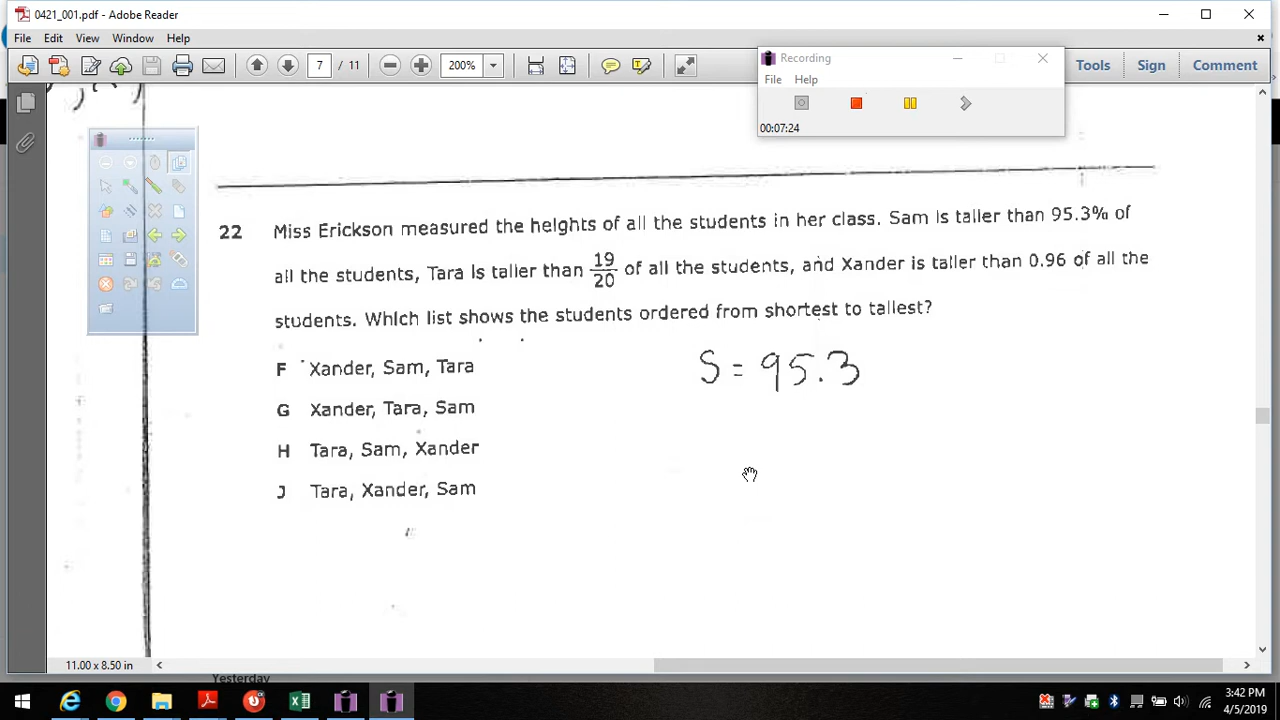 0421_001.pdf - Adobe Reader
File Edit View Window Help
7 / 11 200% Tools Sign Comment
Recording
File Help
00:07:24
22 Miss Erickson measured the heights of all the students in her class. Sam is taller than 95.3% of
all the students, Tara is taller than 19/20 of all the students, and Xander is taller than 0.96 of all the
students. Which list shows the students ordered from shortest to tallest?
F Xander, Sam, Tara
S = 95.3
G Xander, Tara, Sam
H Tara, Sam, Xander
J Tara, Xander, Sam
11.00 x 8.50 in
Yesterday
3:42 PM
4/5/2019